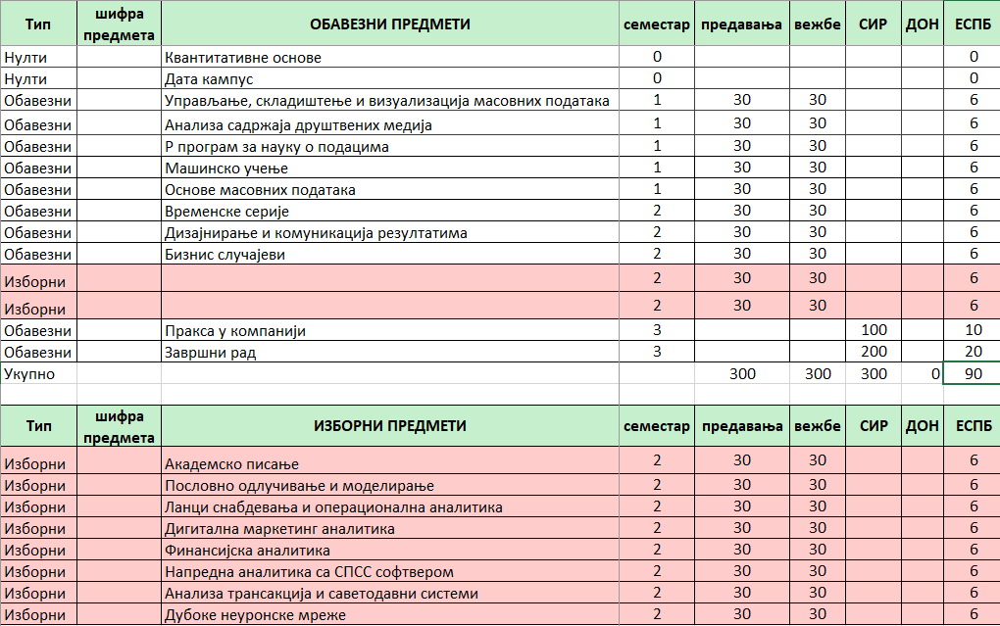 Тип шифра предмета ОБАВЕЗНИ ПРЕДМЕТИ семестар предавања вежбе СИР ДОН ЕСПБ
Нулти Квантитативне основе 0 0
Нулти Дата кампус 0 0
Обавезни Управљање, складиштење и визуализација масовних података 1 30 30 6
Обавезни Анализа садржаја друштвених медија 1 30 30 6
Обавезни Р програм за науку о подацима 1 30 30 6
Обавезни Машинско учење 1 30 30 6
Обавезни Основе масовних података 1 30 30 6
Обавезни Временске серије 2 30 30 6
Обавезни Дизајнирање и комуникација резултатима 2 30 30 6
Обавезни Бизнис случајеви 2 30 30 6
Изборни 2 30 30 6
Изборни 2 30 30 6
Обавезни Пракса у компанији 3 100 10
Обавезни Завршни рад 3 200 20
Укупно 300 300 300 0 90
Тип шифра предмета ИЗБОРНИ ПРЕДМЕТИ семестар предавања вежбе СИР ДОН ЕСПБ
Изборни Академско писање 2 30 30 6
Изборни Пословно одлучивање и моделирање 2 30 30 6
Изборни Ланци снабдевања и операционална аналитика 2 30 30 6
Изборни Дигитална маркетинг аналитика 2 30 30 6
Изборни Финансијска аналитика 2 30 30 6
Изборни Напредна аналитика са СПСС софтвером 2 30 30 6
Изборни Анализа трансакција и саветодавни системи 2 30 30 6
Изборни Дубоке неуронске мреже 2 30 30 6